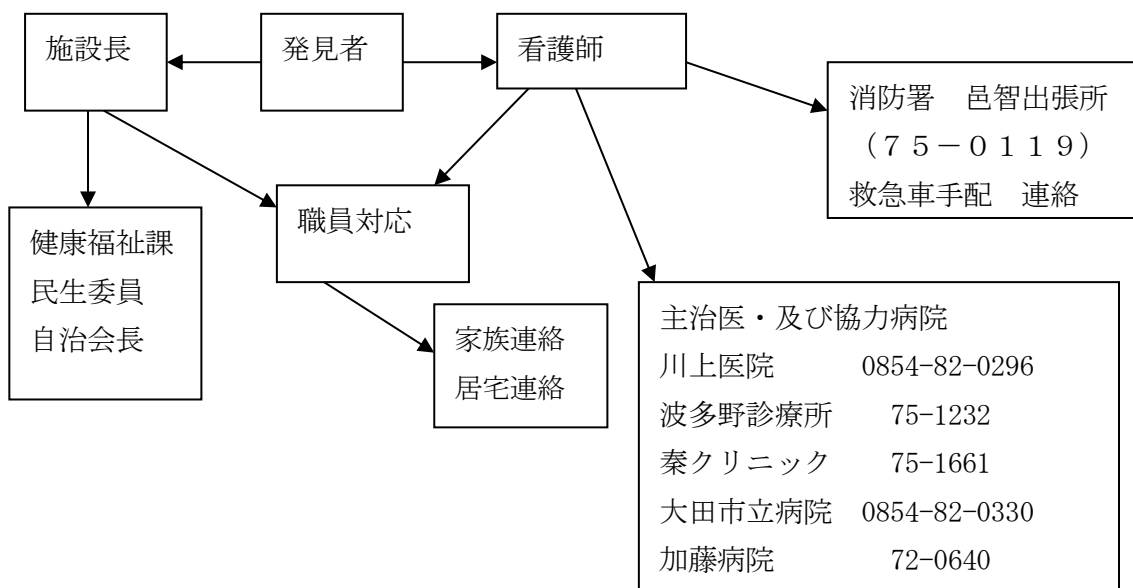 施設長
発見者
看護師
消防署　邑智出張所
（７５－０１１９）
救急車手配　連絡
職員対応
健康福祉課
民生委員
自治会長
家族連絡
居宅連絡
主治医・及び協力病院
川上医院　0854-82-0296
波多野診療所　75-1232
秦クリニック　75-1661
大田市立病院　0854-82-0330
加藤病院　72-0640